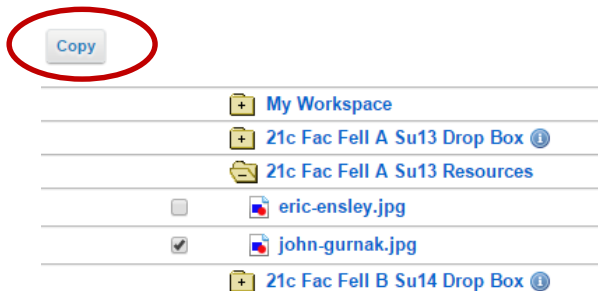 Copy
My Workspace
21c Fac Fell A Su13 Drop Box
21c Fac Fell A Su13 Resources
eric-ensley.jpg
john-gurnak.jpg
21c Fac Fell B Su14 Drop Box